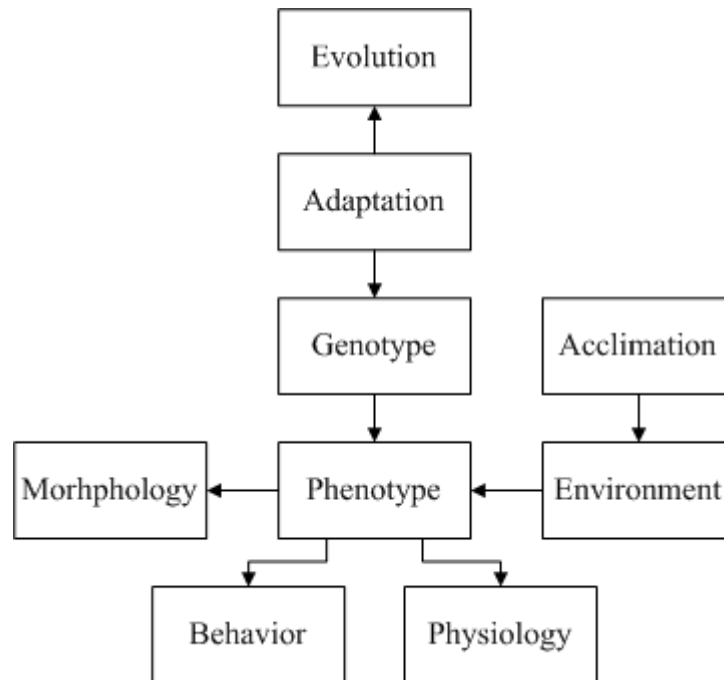 Evolution
Adaptation
Genotype
Acclimation
Morhphology
Phenotype
Environment
Behavior
Physiology